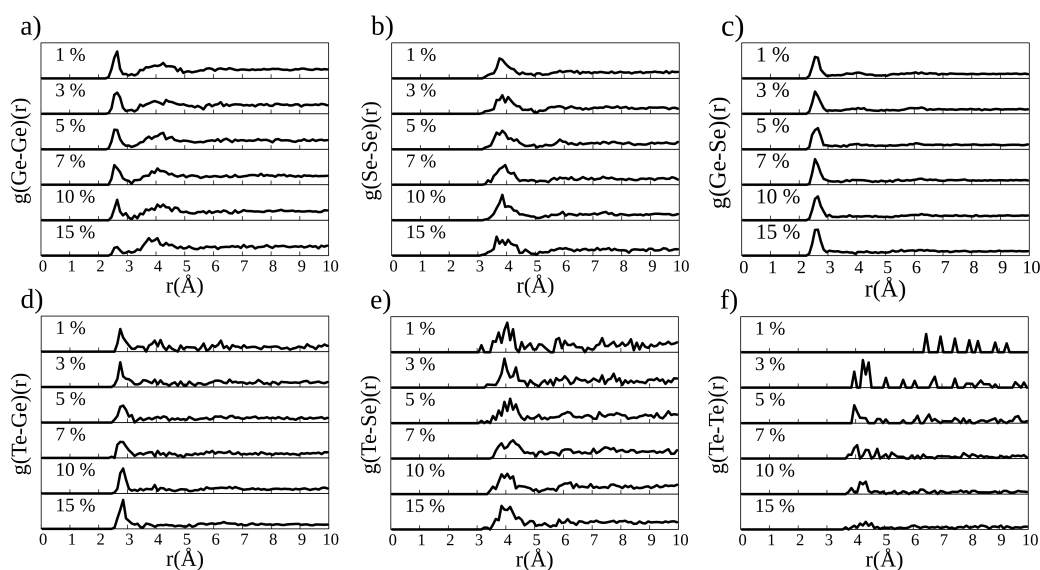 a)
g(Ge-Ge)(r)
1 %
3 %
5 %
7 %
10 %
15 %
0 1 2 3 4 5 6 7 8 9 10
r(Å)
b)
g(Se-Se)(r)
1 %
3 %
5 %
7 %
10 %
15 %
0 1 2 3 4 5 6 7 8 9 10
r(Å)
c)
g(Ge-Se)(r)
1 %
3 %
5 %
7 %
10 %
15 %
0 1 2 3 4 5 6 7 8 9 10
r(Å)
d)
g(Te-Ge)(r)
1 %
3 %
5 %
7 %
10 %
15 %
0 1 2 3 4 5 6 7 8 9 10
r(Å)
e)
g(Te-Se)(r)
1 %
3 %
5 %
7 %
10 %
15 %
0 1 2 3 4 5 6 7 8 9 10
r(Å)
f)
g(Te-Te)(r)
1 %
3 %
5 %
7 %
10 %
15 %
0 1 2 3 4 5 6 7 8 9 10
r(Å)